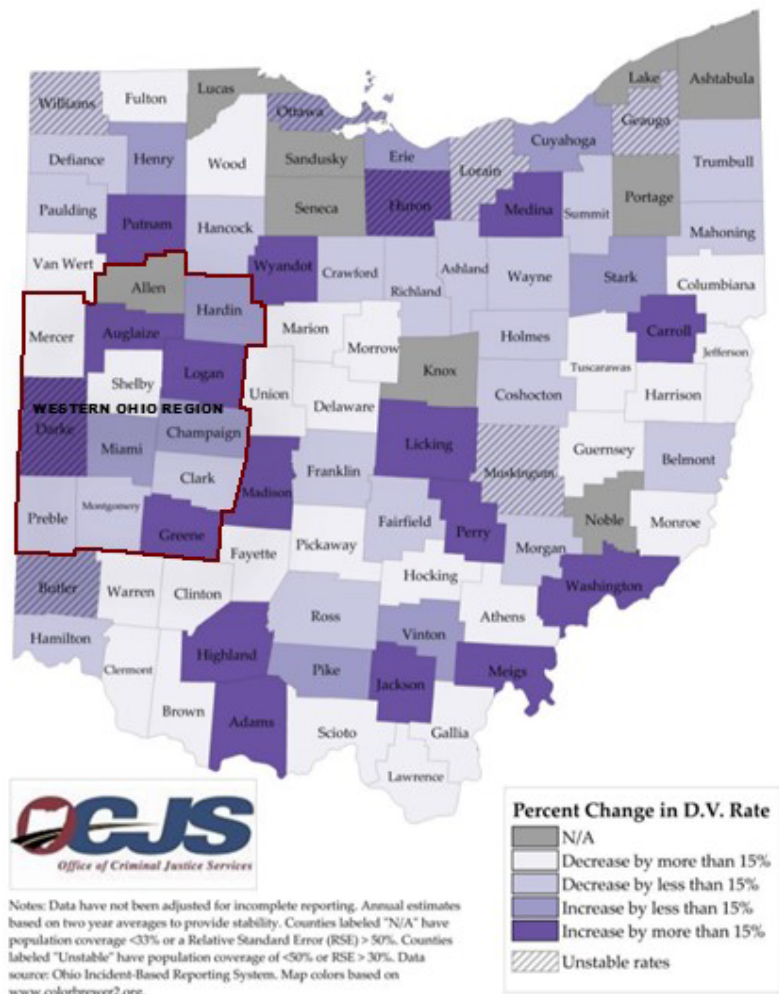 Williams
Fulton
Lucas
Ottawa
Lake
Ashtabula
Geauga
Defiance
Henry
Wood
Sandusky
Erie
Lorain
Cuyahoga
Trumbull
Paulding
Putnam
Hancock
Seneca
Huron
Medina
Summit
Portage
Mahoning
Van Wert
Allen
Hardin
Wyandot
Crawford
Richland
Ashland
Wayne
Stark
Columbiana
Mercer
Auglaize
Logan
Marion
Morrow
Knox
Holmes
Carroll
Jefferson
Shelby
Union
Delaware
Coshocton
Tuscarawas
Harrison
WESTERN OHIO REGION
Darke
Miami
Champaign
Licking
Muskingum
Guernsey
Belmont
Clark
Madison
Franklin
Preble
Montgomery
Greene
Fairfield
Perry
Noble
Monroe
Fayette
Pickaway
Morgan
Butler
Warren
Clinton
Hocking
Washington
Hamilton
Ross
Vinton
Athens
Clermont
Highland
Pike
Jackson
Meigs
Brown
Adams
Scioto
Gallia
Lawrence
OCJS
Office of Criminal Justice Services
Notes: Data have not been adjusted for incomplete reporting. Annual estimates
based on two year averages to provide stability. Counties labeled "N/A" have
population coverage <33% or a Relative Standard Error (RSE) > 50%. Counties
labeled "Unstable" have population coverage of <50% or RSE > 30%. Data
source: Ohio Incident-Based Reporting System. Map colors based on
www.colorbrewer2.org.
Percent Change in D.V. Rate
N/A
Decrease by more than 15%
Decrease by less than 15%
Increase by less than 15%
Increase by more than 15%
Unstable rates